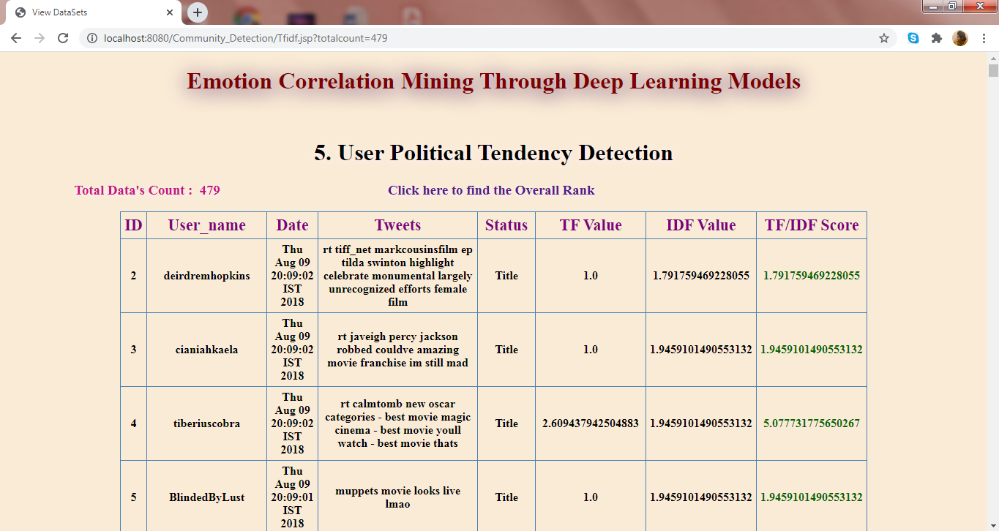 View DataSets
localhost:8080/Community_Detection/Tfidf.jsp?totalcount=479
Emotion Correlation Mining Through Deep Learning Models
5. User Political Tendency Detection
Total Data's Count : 479
Click here to find the Overall Rank
ID User_name Date Tweets Status TF Value IDF Value TF/IDF Score
2
deirdremhopkins
Thu
Aug 09
20:09:02
IST
2018
rt tiff_net markcousinsfilm ep
tilda swinton highlight
celebrate monumental largely
unrecognized efforts female
film
Title
1.0
1.791759469228055
1.791759469228055
3
cianiahkaela
Thu
Aug 09
20:09:02
IST
2018
rt javeigh percy jackson
robbed couldve amazing
movie franchise im still mad
Title
1.0
1.9459101490553132
1.9459101490553132
4
tiberiuscobra
Thu
Aug 09
20:09:02
IST
2018
rt calmtomb new oscar
categories - best movie magic
cinema - best movie youll
watch - best movie thats
Title
2.609437942504883
1.9459101490553132
5.077731775650267
5
BlindedByLust
Thu
Aug 09
20:09:01
IST
2018
muppets movie looks live
lmao
Title
1.0
1.9459101490553132
1.9459101490553132